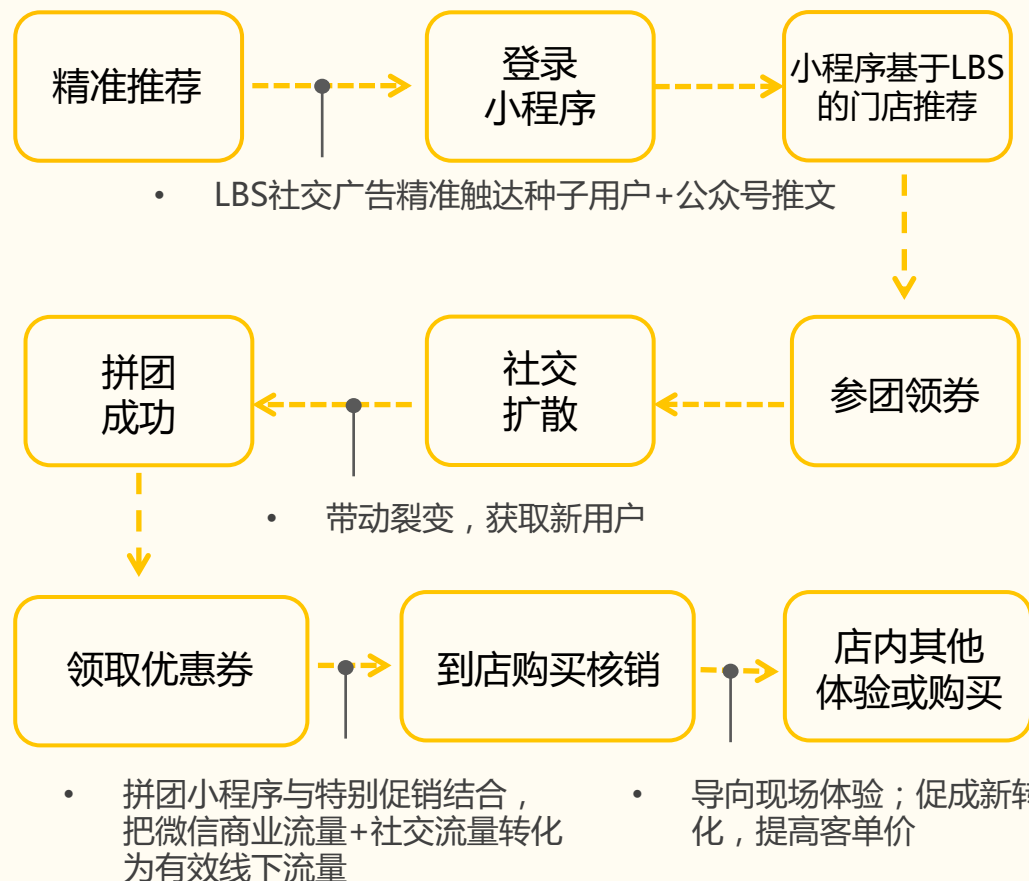 精准推荐
登录
小程序
小程序基于LBS
的门店推荐
• LBS社交广告精准触达种子用户+公众号推文
拼团
成功
社交
扩散
参团领券
• 带动裂变，获取新用户
领取优惠券
到店购买核销
店内其他
体验或购买
• 拼团小程序与特别促销结合，
把微信商业流量+社交流量转化
为有效线下流量
• 导向现场体验；促成新转
化，提高客单价